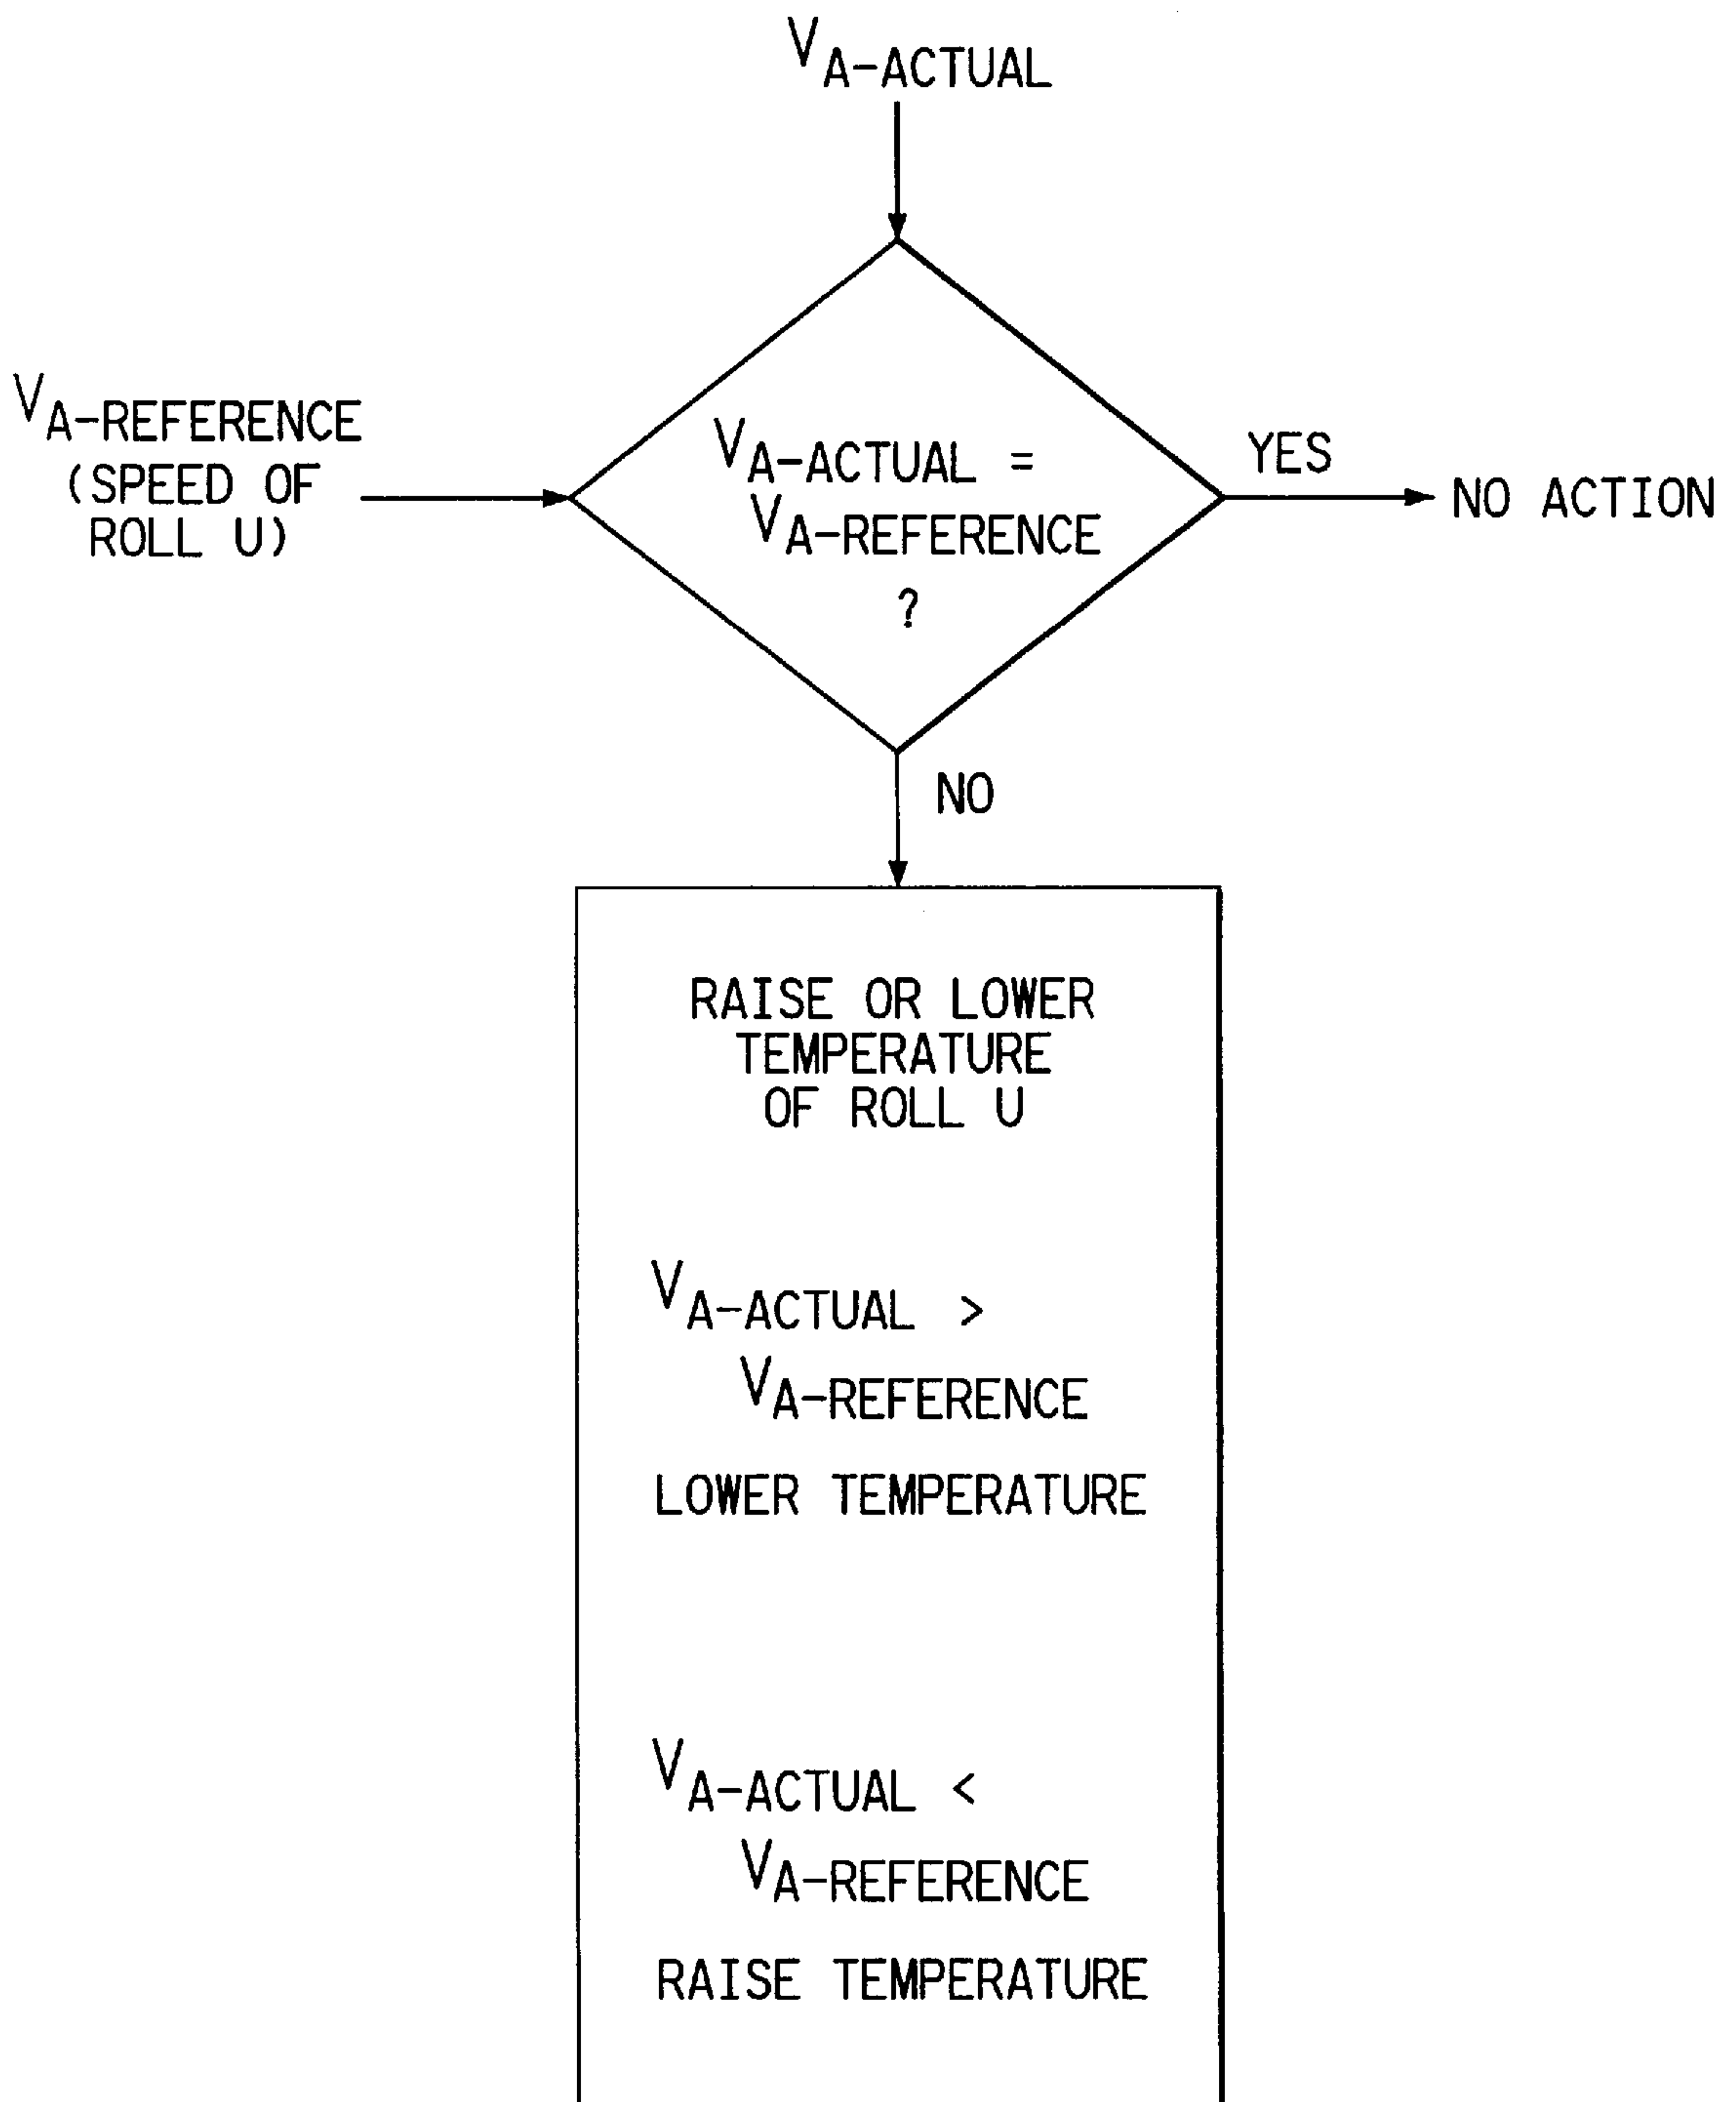 VA-ACTUAL
VA-REFERENCE
(SPEED OF
ROLL U)
VA-ACTUAL =
VA-REFERENCE
?
YES
NO ACTION
NO
RAISE OR LOWER
TEMPERATURE
OF ROLL U
VA-ACTUAL >
VA-REFERENCE
LOWER TEMPERATURE
VA-ACTUAL <
VA-REFERENCE
RAISE TEMPERATURE